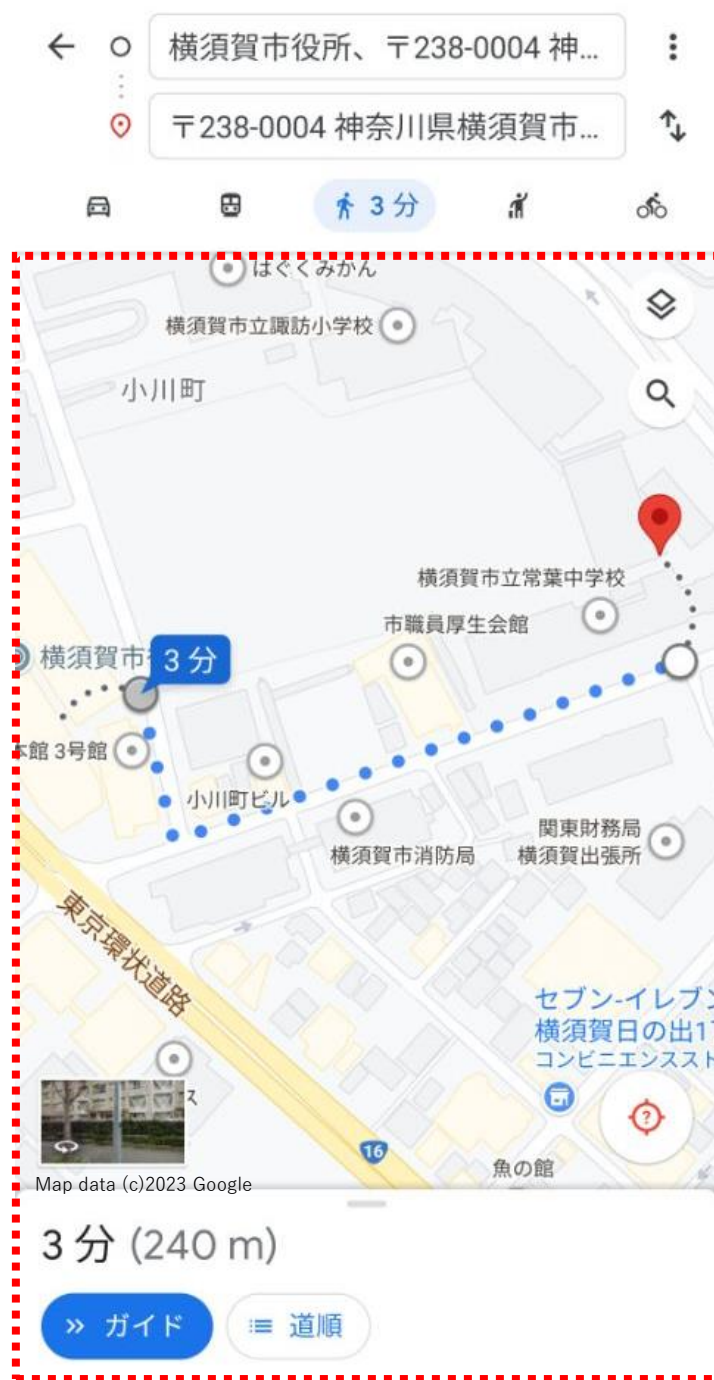 横須賀市役所、〒238-0004 神...
〒238-0004 神奈川県横須賀市...
3 分
はぐくみかん
横須賀市立諏訪小学校
小川町
横須賀市立常葉中学校
市職員厚生会館
横須賀市
3 分
館 3号館
小川町ビル
横須賀市消防局
関東財務局
横須賀出張所
東京環状道路
セブン-イレブン
横須賀日の出1
コンビニエンススト
ス
16
魚の館
Map data (c)2023 Google
3 分 (240 m)
ガイド
道順